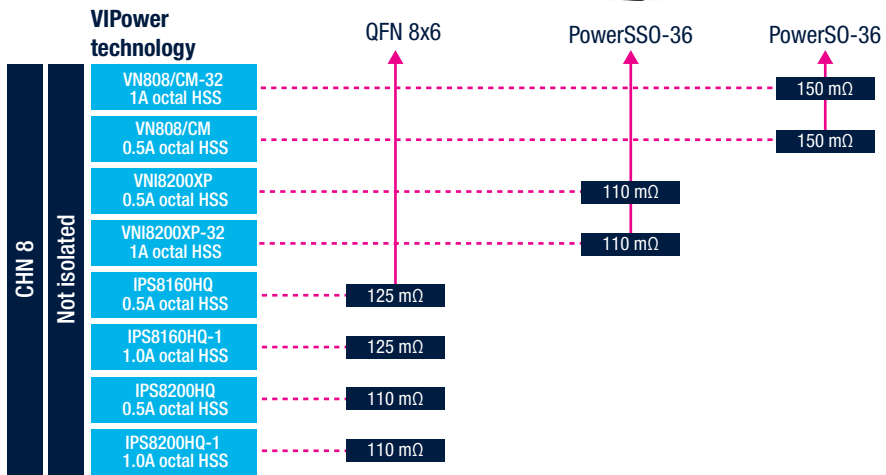 VIPower
technology
QFN 8x6
PowerSSO-36
PowerSO-36
CHN 8
Not isolated
VN808/CM-32
1A octal HSS
150 mΩ
VN808/CM
0.5A octal HSS
150 mΩ
VNI8200XP
0.5A octal HSS
110 mΩ
VNI8200XP-32
1A octal HSS
110 mΩ
IPS8160HQ
0.5A octal HSS
125 mΩ
IPS8160HQ-1
1.0A octal HSS
125 mΩ
IPS8200HQ
0.5A octal HSS
110 mΩ
IPS8200HQ-1
1.0A octal HSS
110 mΩ